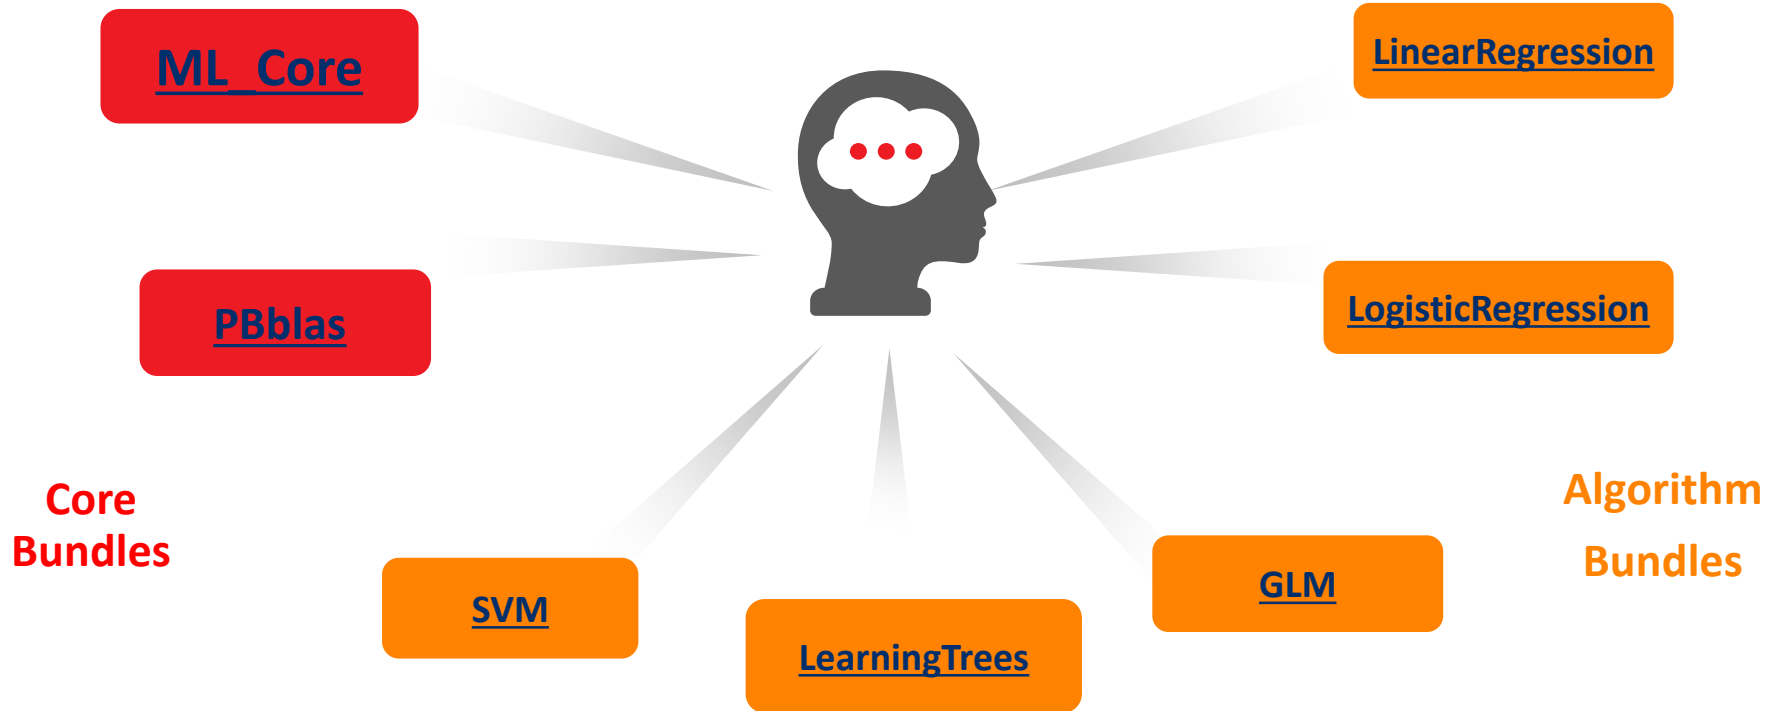 ML_Core
LinearRegression
PBblas
LogisticRegression
Core
Bundles
Algorithm
Bundles
SVM
LearningTrees
GLM